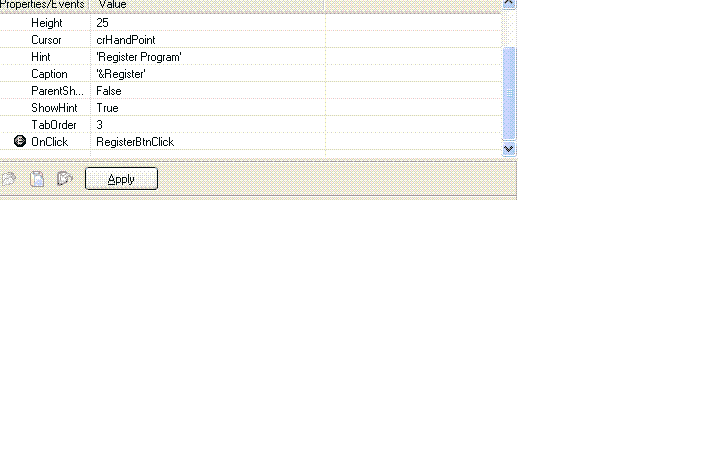 Properties/Events Value
Height 25
Cursor crHandPoint
Hint 'Register Program'
Caption '&Register'
ParentSh... False
ShowHint True
TabOrder 3
E OnClick RegisterBtnClick
Apply